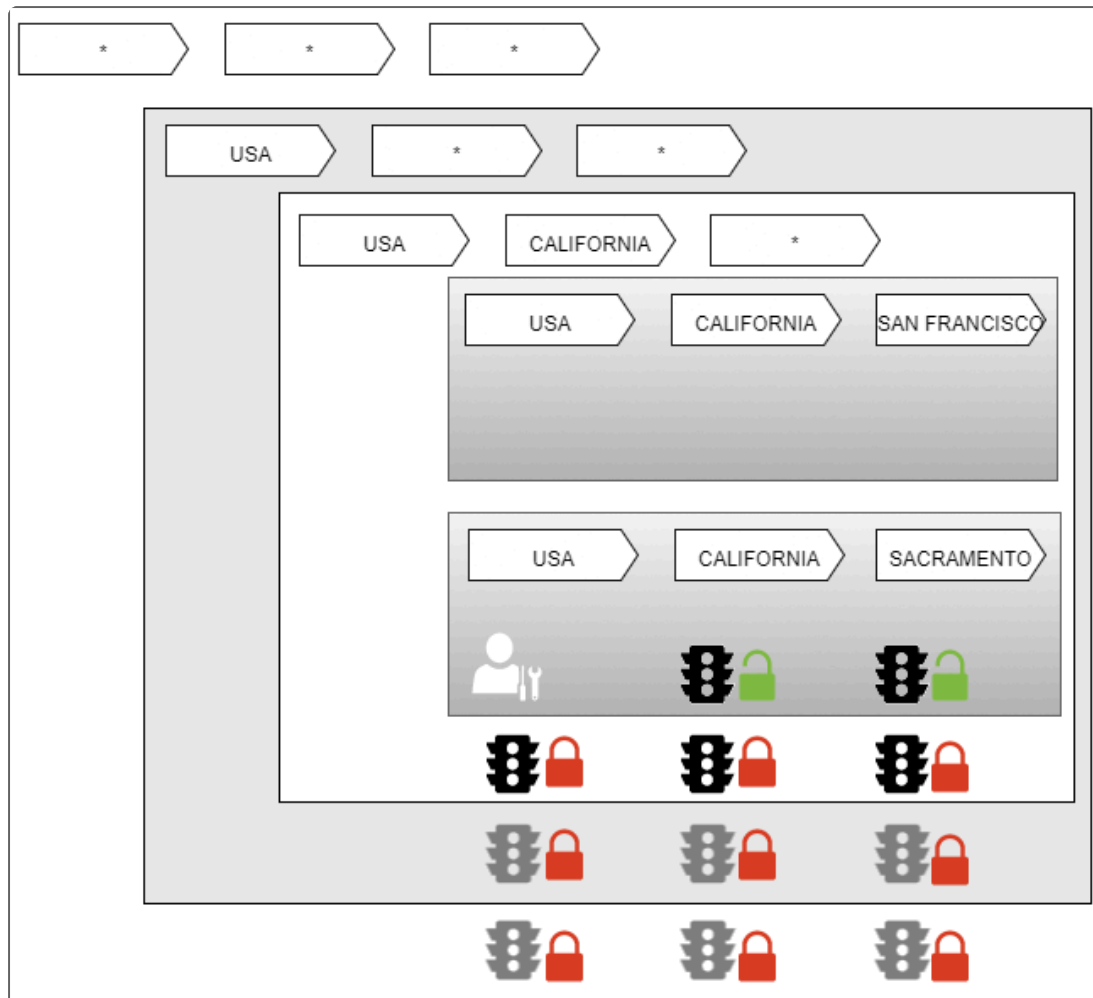 * * *
USA * *
USA CALIFORNIA *
USA CALIFORNIA SAN FRANCISCO
USA CALIFORNIA SACRAMENTO